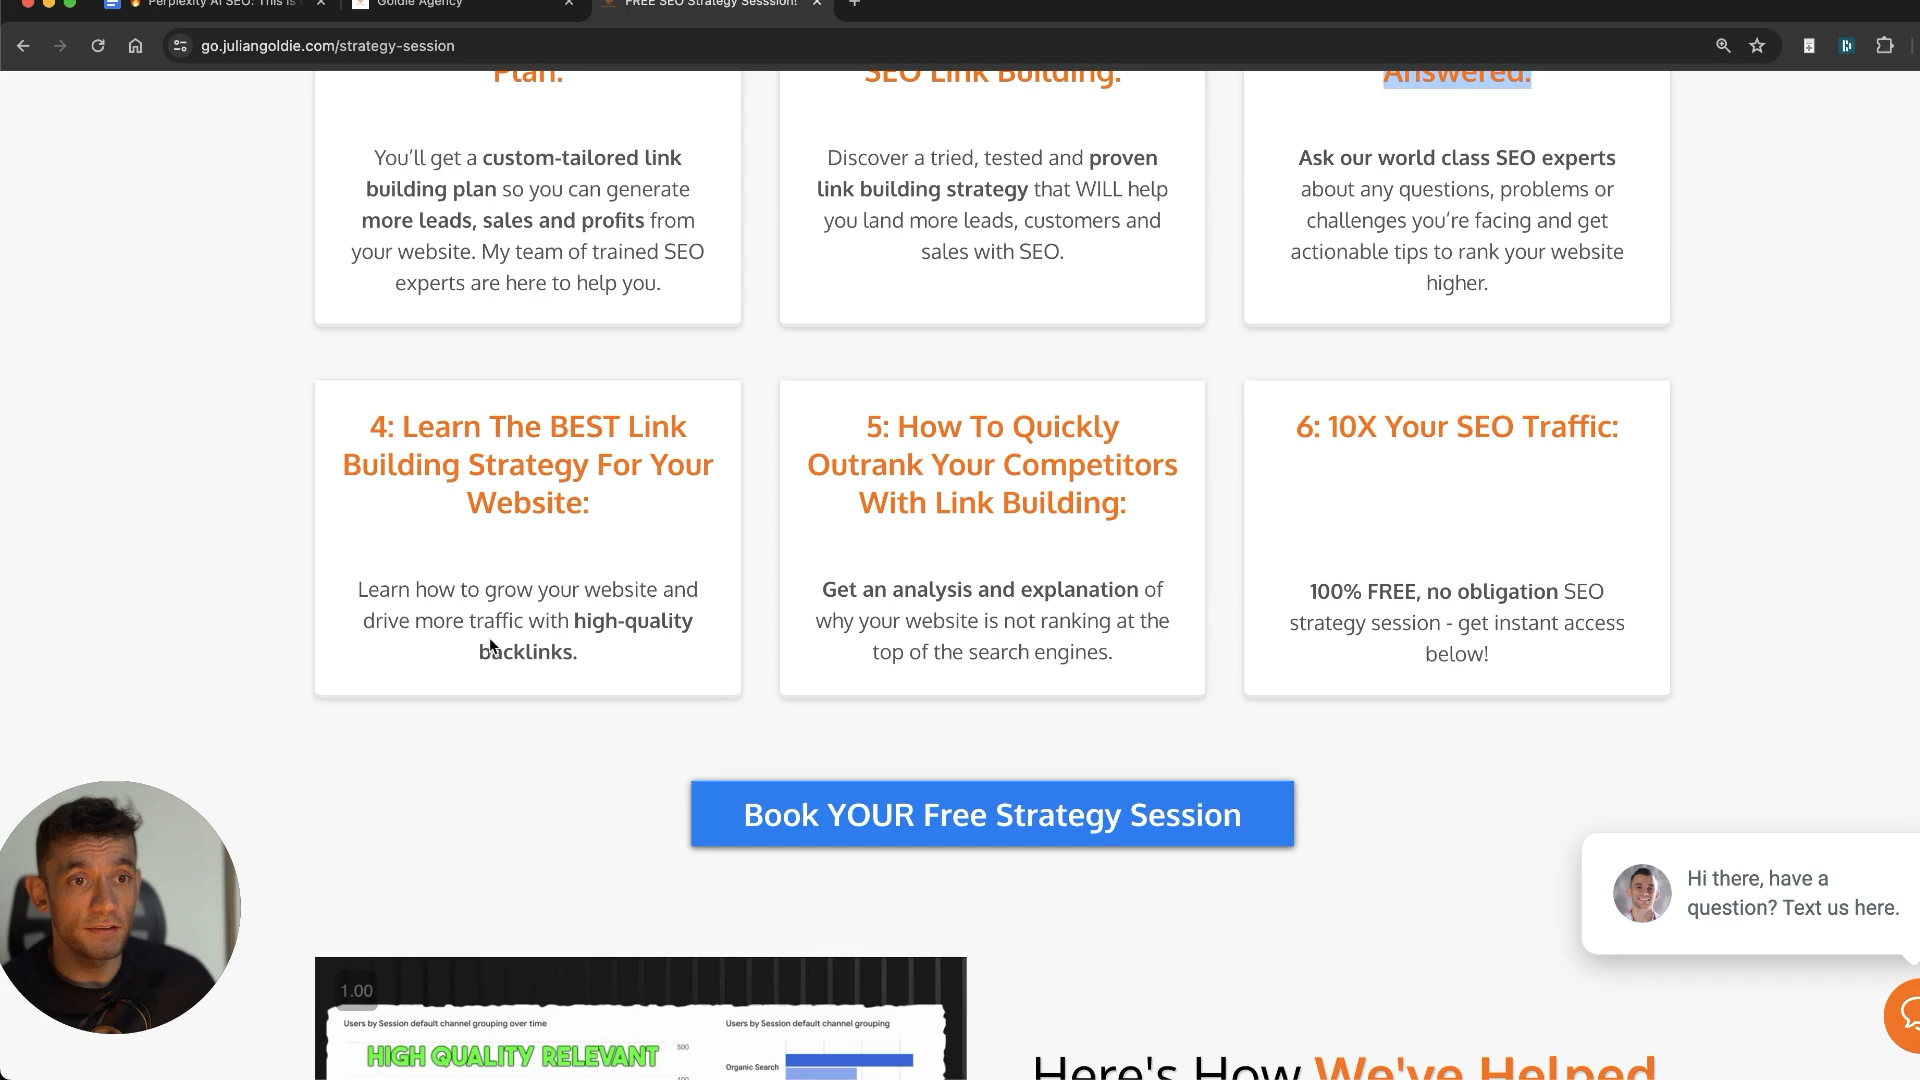 Perplexity AI SEO: This is
Goldie Agency
FREE SEO Strategy Sesssion!
go.juliangoldie.com/strategy-session
Plan:
SEO Link Building:
Answered:
You'll get a custom-tailored link
building plan so you can generate
more leads, sales and profits from
your website. My team of trained SEO
experts are here to help you.
Discover a tried, tested and proven
link building strategy that WILL help
you land more leads, customers and
sales with SEO.
Ask our world class SEO experts
about any questions, problems or
challenges you're facing and get
actionable tips to rank your website
higher.
4: Learn The BEST Link
Building Strategy For Your
Website:
Learn how to grow your website and
drive more traffic with high-quality
backlinks.
5: How To Quickly
Outrank Your Competitors
With Link Building:
Get an analysis and explanation of
why your website is not ranking at the
top of the search engines.
6: 10X Your SEO Traffic:
100% FREE, no obligation SEO
strategy session - get instant access
below!
Book YOUR Free Strategy Session
Hi there, have a
question? Text us here.
1.00
Users by Session default channel grouping over time
Users by Session default channel grouping
HIGH QUALITY RELEVANT
500
Organic Search
400
Here's How We've Helped